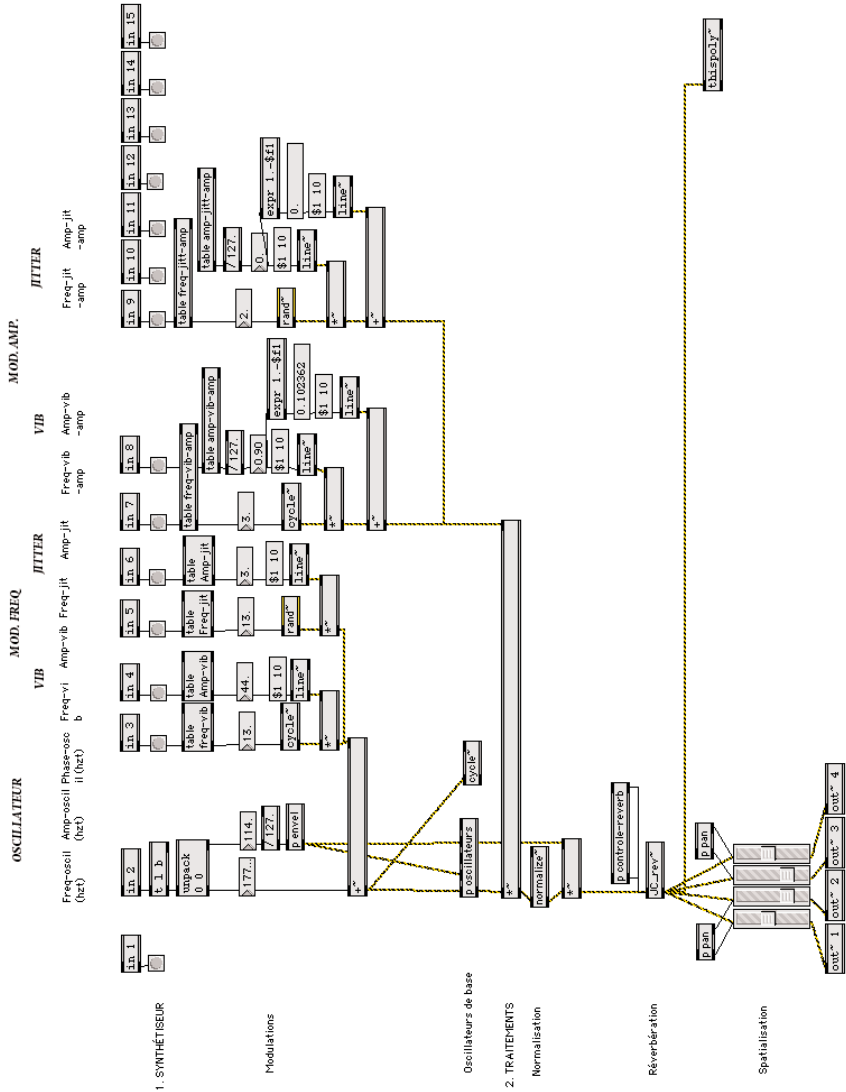 OSCILLATEUR
MOD. FREQ
MOD. AMP.
VIB
JITTER
VIB
JITTER
Freq-oscil
(hzt)
Amp-oscil
(hzt)
Phase-osc
il (hzt)
Freq-vi
b
Amp-vib
Freq-jit
Amp-jit
Freq-vib
-amp
Amp-vib
-amp
Freq-jit
-amp
Amp-jit
-amp
in 1
in 2
in 3
in 4
in 5
in 6
in 7
in 8
in 9
in 10
in 11
in 12
in 13
in 14
in 15
1. SYNTHÉTISEUR
t l b
unpack
0 0
table
freq-vib
table
Amp-vib
table
Freq-jit
table
Amp-jit
table freq-vib-amp
table amp-vib-amp
table freq-jitt-amp
table amp-jitt-amp
Modulations
177...
114.
/ 127.
p envel
13.
44.
13.
3.
3.
/ 127.
0.90
2.
/ 127.
0.
cycle~
$1 10
line~
rand~
$1 10
line~
cycle~
$1 10
line~
expr 1.-$f1
0.102362
$1 10
line~
rand~
$1 10
line~
expr 1.-$f1
0.
$1 10
line~
*~
*~
*~
*~
+~
+~
+~
Oscillateurs de base
p oscillateurs
cycle~
2. TRAITEMENTS
*~
Normalisation
normalize~
*~
p controle-reverb
Réverbération
JC_rev~
thispoly~
p pan
p pan
Spatialisation
out~ 1
out~ 2
out~ 3
out~ 4